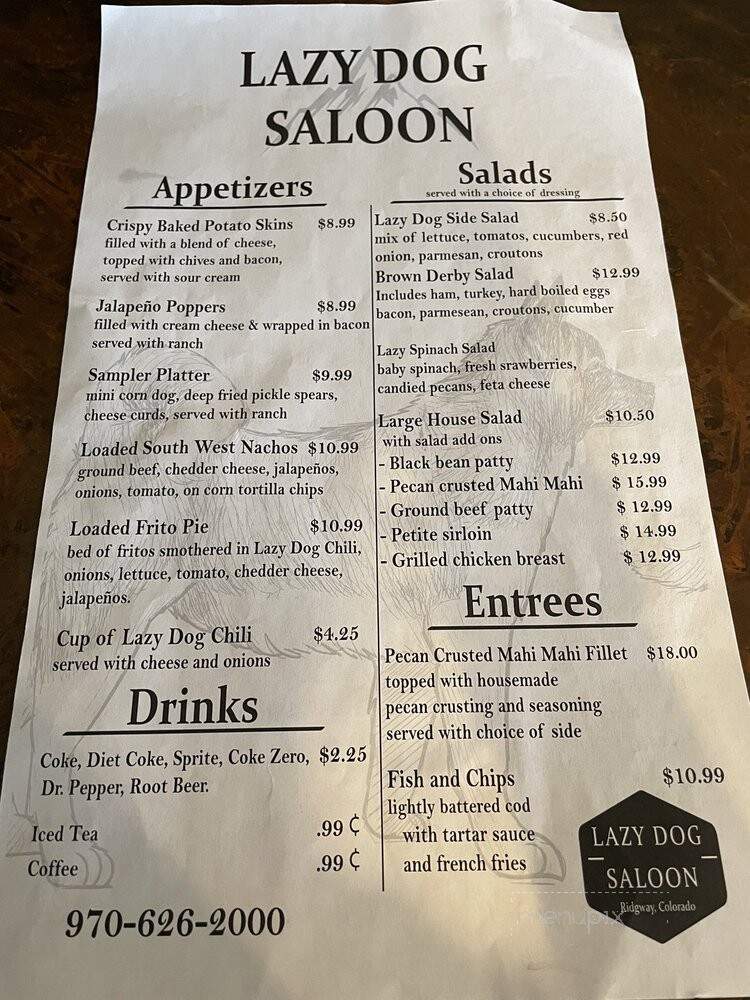 LAZY DOG
SALOON
Appetizers
Crispy Baked Potato Skins $8.99
filled with a blend of cheese,
topped with chives and bacon,
served with sour cream
Jalapeño Poppers $8.99
filled with cream cheese & wrapped in bacon
served with ranch
Sampler Platter $9.99
mini corn dog, deep fried pickle spears,
cheese curds, served with ranch
Loaded South West Nachos $10.99
ground beef, chedder cheese, jalapeños,
onions, tomato, on corn tortilla chips
Loaded Frito Pie $10.99
bed of fritos smothered in Lazy Dog Chili,
onions, lettuce, tomato, chedder cheese,
jalapeños.
Cup of Lazy Dog Chili $4.25
served with cheese and onions
Drinks
Coke, Diet Coke, Sprite, Coke Zero, $2.25
Dr. Pepper, Root Beer.
Iced Tea .99 ¢
Coffee .99 ¢
970-626-2000
Salads
served with a choice of dressing
Lazy Dog Side Salad $8.50
mix of lettuce, tomatos, cucumbers, red
onion, parmesan, croutons
Brown Derby Salad $12.99
Includes ham, turkey, hard boiled eggs
bacon, parmesean, croutons, cucumber
Lazy Spinach Salad
baby spinach, fresh srawberries,
candied pecans, feta cheese
Large House Salad $10.50
with salad add ons
- Black bean patty $12.99
- Pecan crusted Mahi Mahi $ 15.99
- Ground beef patty $ 12.99
- Petite sirloin $ 14.99
- Grilled chicken breast $ 12.99
Entrees
Pecan Crusted Mahi Mahi Fillet $18.00
topped with housemade
pecan crusting and seasoning
served with choice of side
Fish and Chips $10.99
lightly battered cod
with tartar sauce
and french fries
LAZY DOG
SALOON
Ridgway, Colorado
menupix